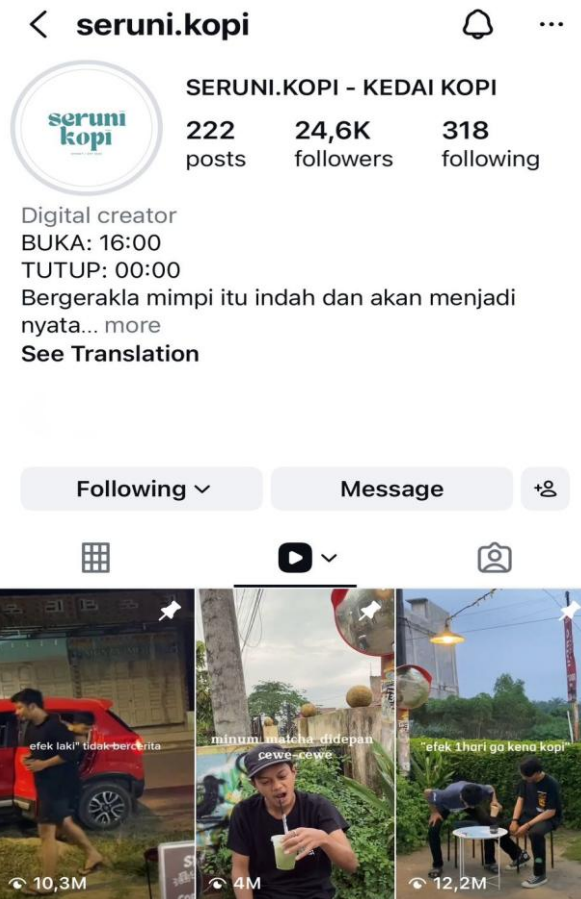 seruni.kopi
seruni
kopi
SERUNI.KOPI - KEDAI KOPI
222
24,6K
318
posts
followers
following
Digital creator
BUKA: 16:00
TUTUP: 00:00
Bergerakla mimpi itu indah dan akan menjadi
nyata... more
See Translation
Following
Message
efek laki" tidak bercerita
minum matcha didepan
cewe-cewe
"efek 1hari ga kena kopi"
10,3M
4M
12,2M